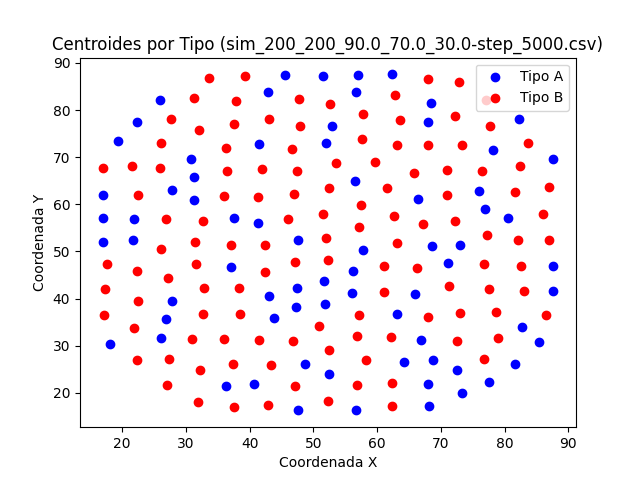 Centroides por Tipo (sim_200_200_90.0_70.0_30.0-step_5000.csv)
Tipo A
Tipo B
90
80
70
60
50
40
30
20
Coordenada Y
20 30 40 50 60 70 80 90
Coordenada X